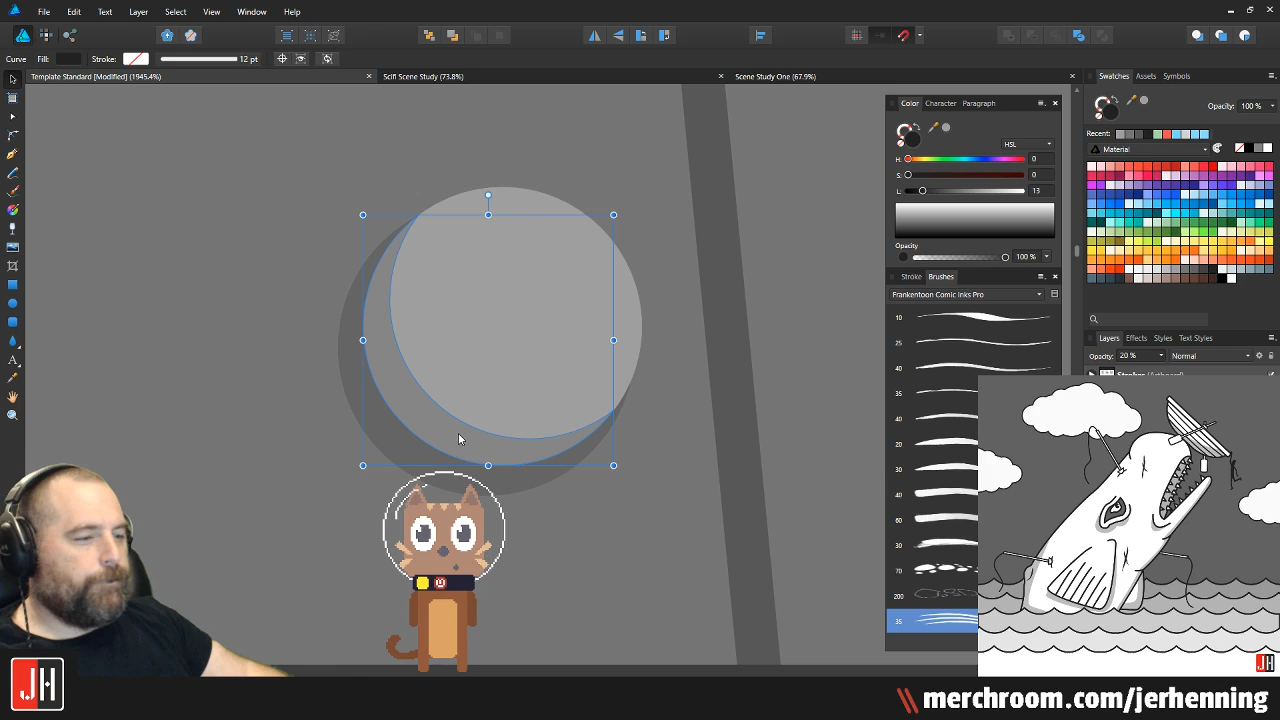 File Edit Text Layer Select View Window Help
Curve Fill: Stroke: 12 pt
Template Standard [Modified] (1945.4%)
Scifi Scene Study (73.8%)
Scene Study One (67.9%)
Swatches Assets Symbols
Opacity: 100 %
Recent:
Material
Color Character Paragraph
HSL
H: 0
S: 0
L: 13
Opacity
100 %
Stroke Brushes
Frankentoon Comic Inks Pro
10
25
40
35
40
20
30
40
60
30
70
200
35
Layers Effects Styles Text Styles
Opacity: 20 % Normal
JH
JH
\\ merchroom.com/jerhenning